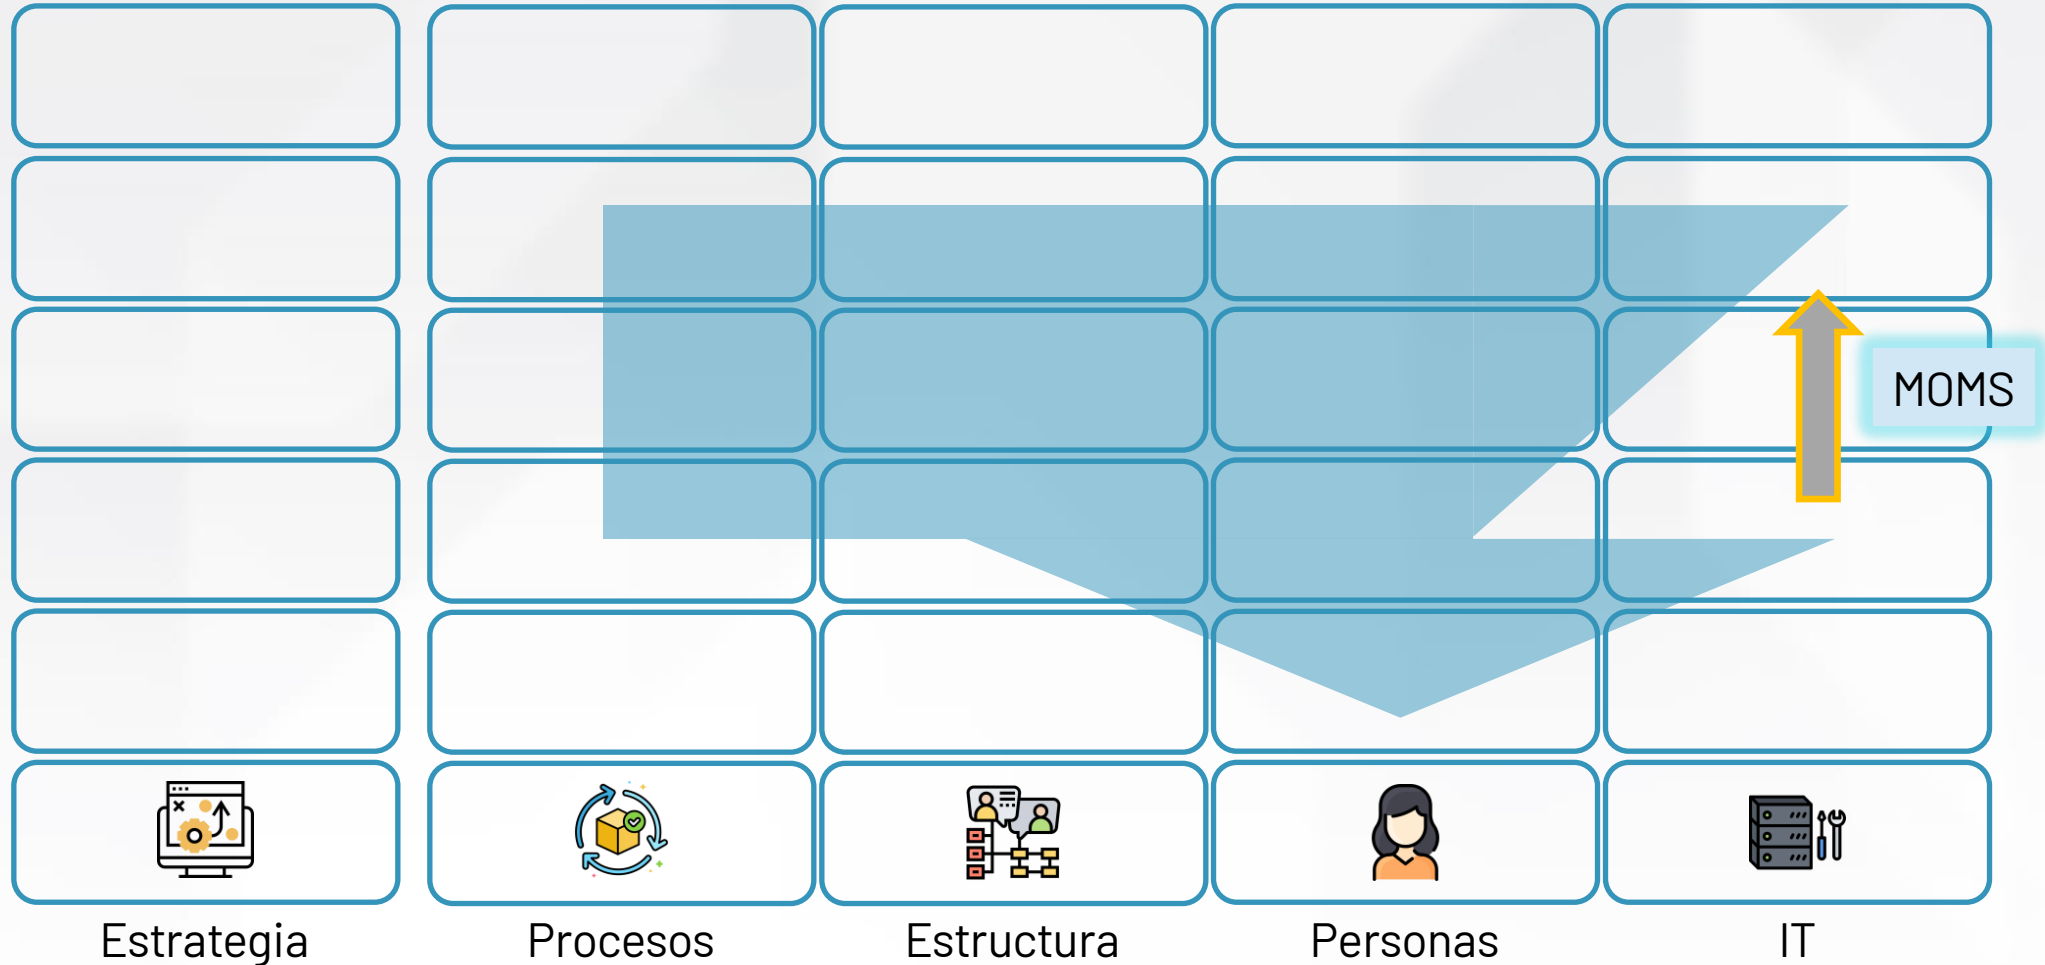 MOMS
Estrategia
Procesos
Estructura
Personas
IT